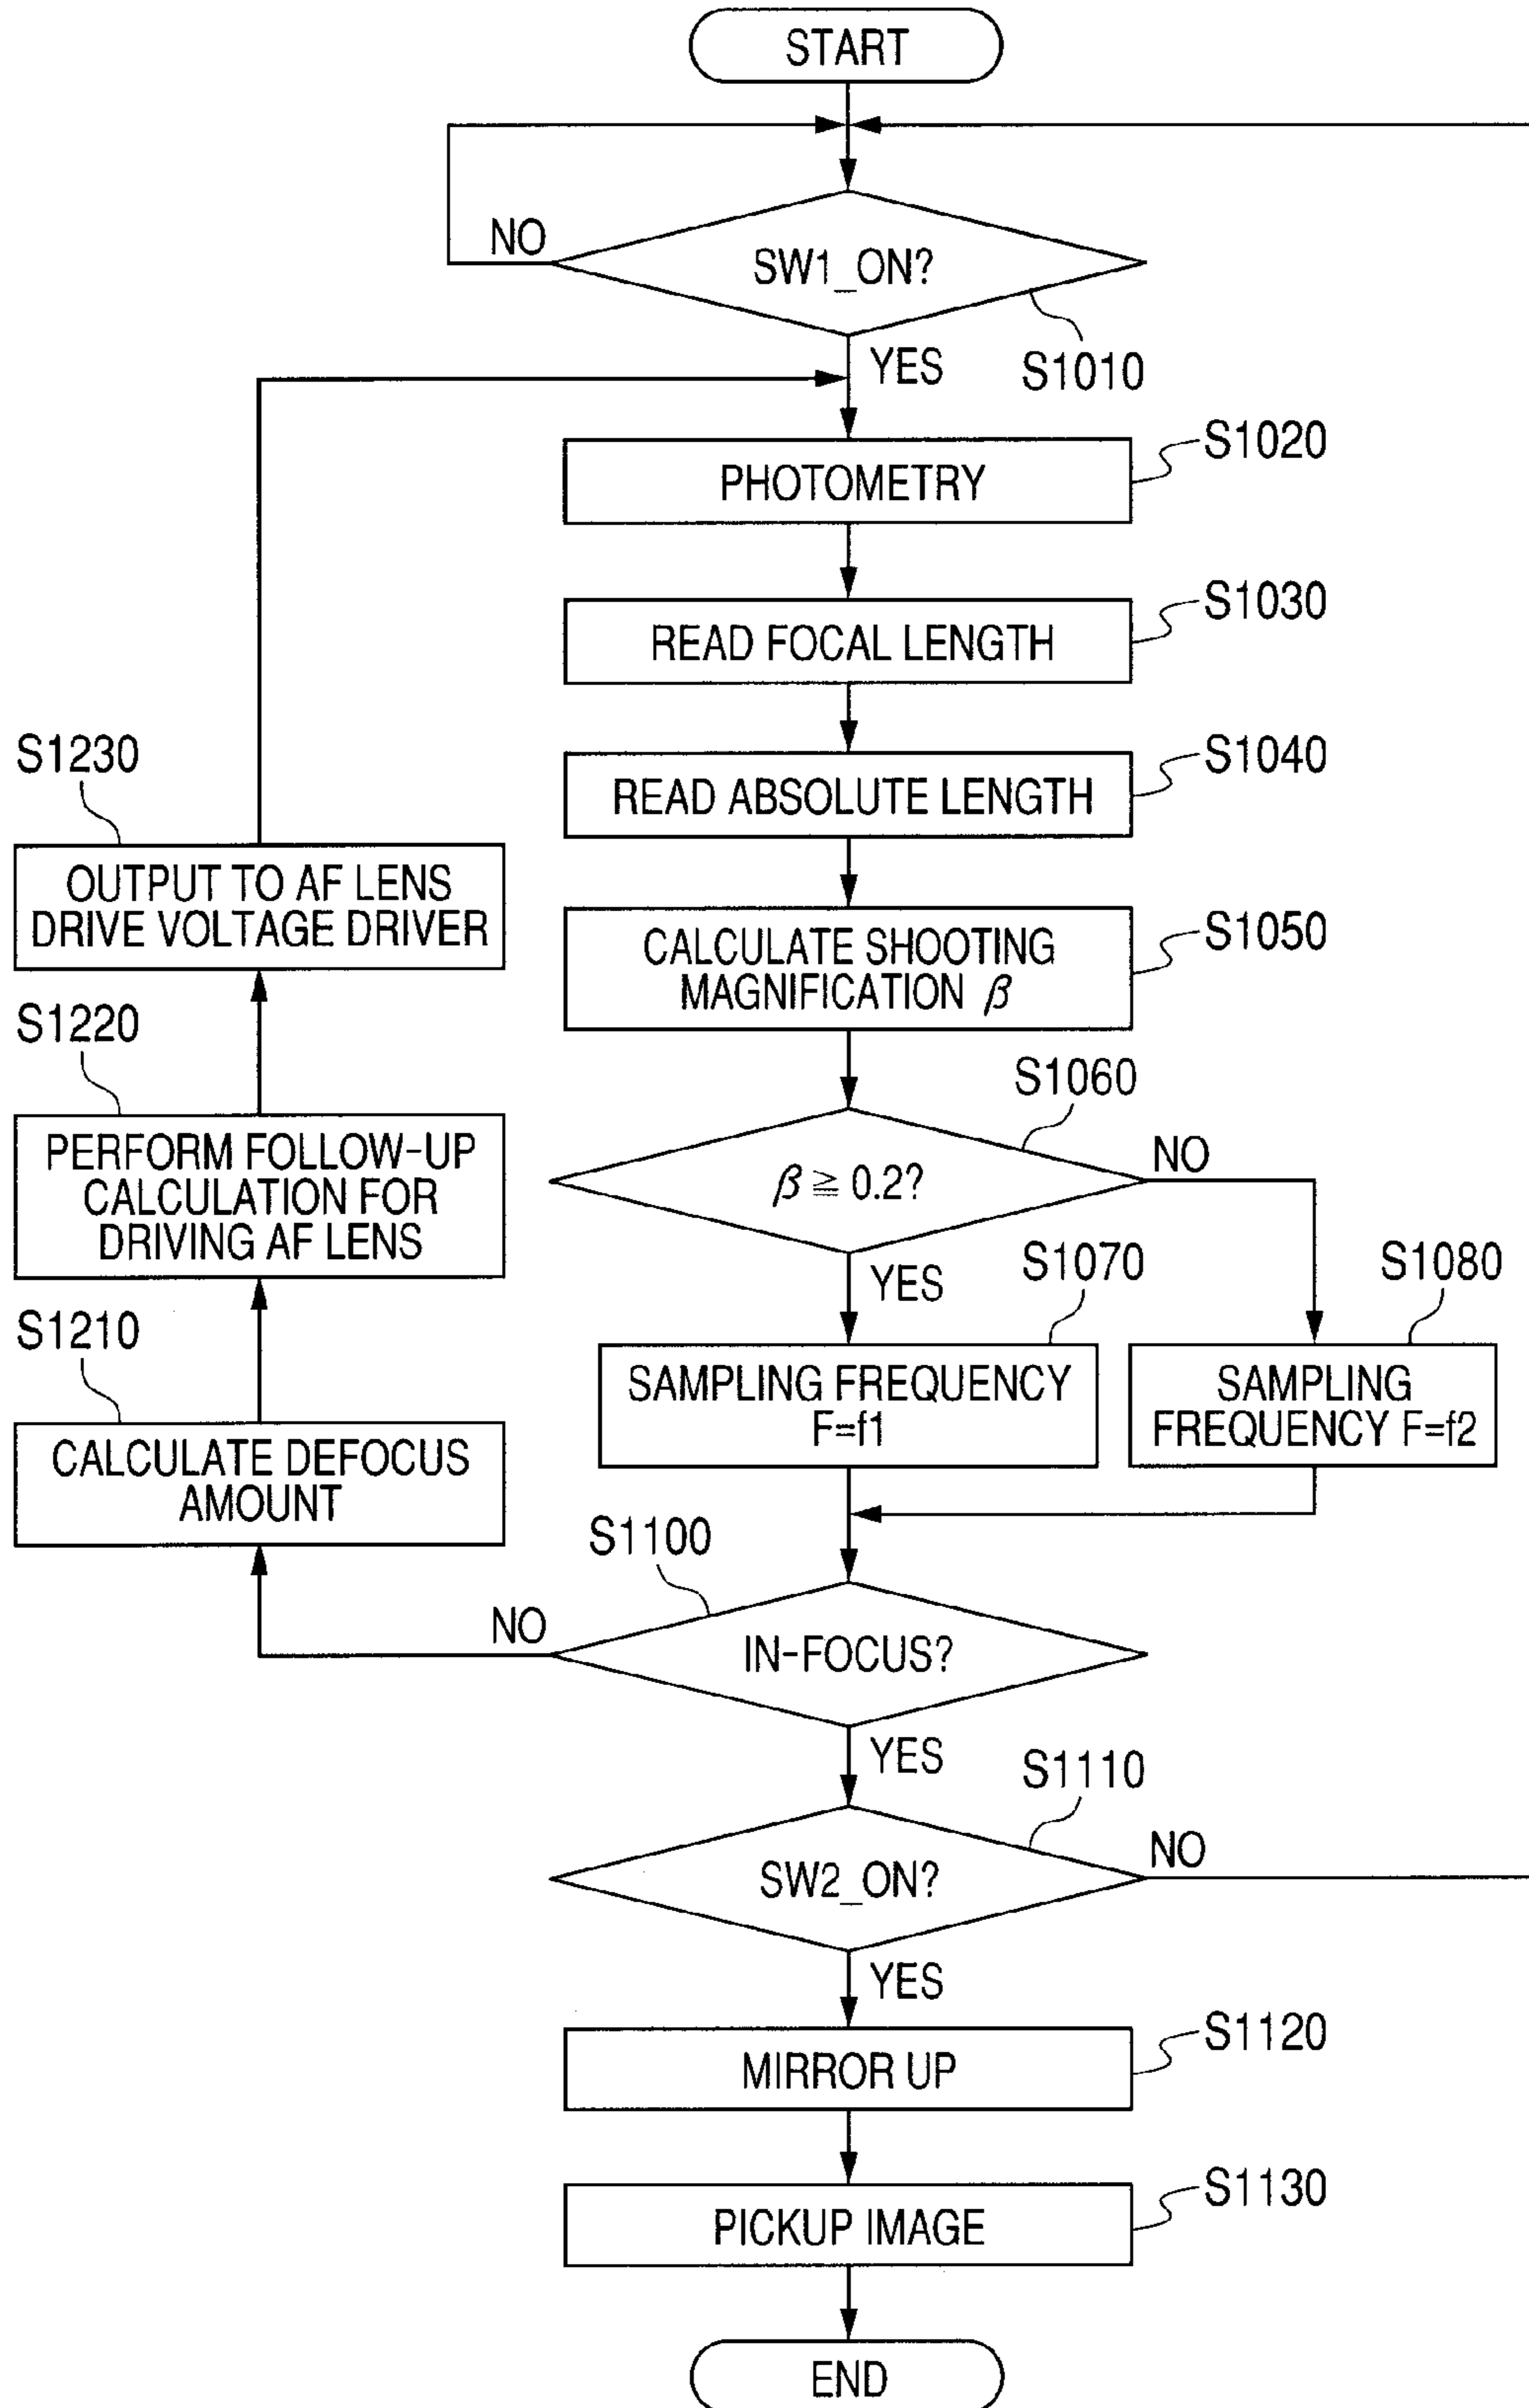 START
NO
SW1_ON?
YES
S1010
S1020
PHOTOMETRY
S1030
READ FOCAL LENGTH
S1040
READ ABSOLUTE LENGTH
S1050
CALCULATE SHOOTING
MAGNIFICATION β
S1060
β ≧ 0.2?
NO
YES
S1070
SAMPLING FREQUENCY
F=f1
S1080
SAMPLING
FREQUENCY F=f2
S1100
IN-FOCUS?
NO
S1210
CALCULATE DEFOCUS
AMOUNT
S1220
PERFORM FOLLOW-UP
CALCULATION FOR
DRIVING AF LENS
S1230
OUTPUT TO AF LENS
DRIVE VOLTAGE DRIVER
YES
S1110
SW2_ON?
NO
YES
S1120
MIRROR UP
S1130
PICKUP IMAGE
END